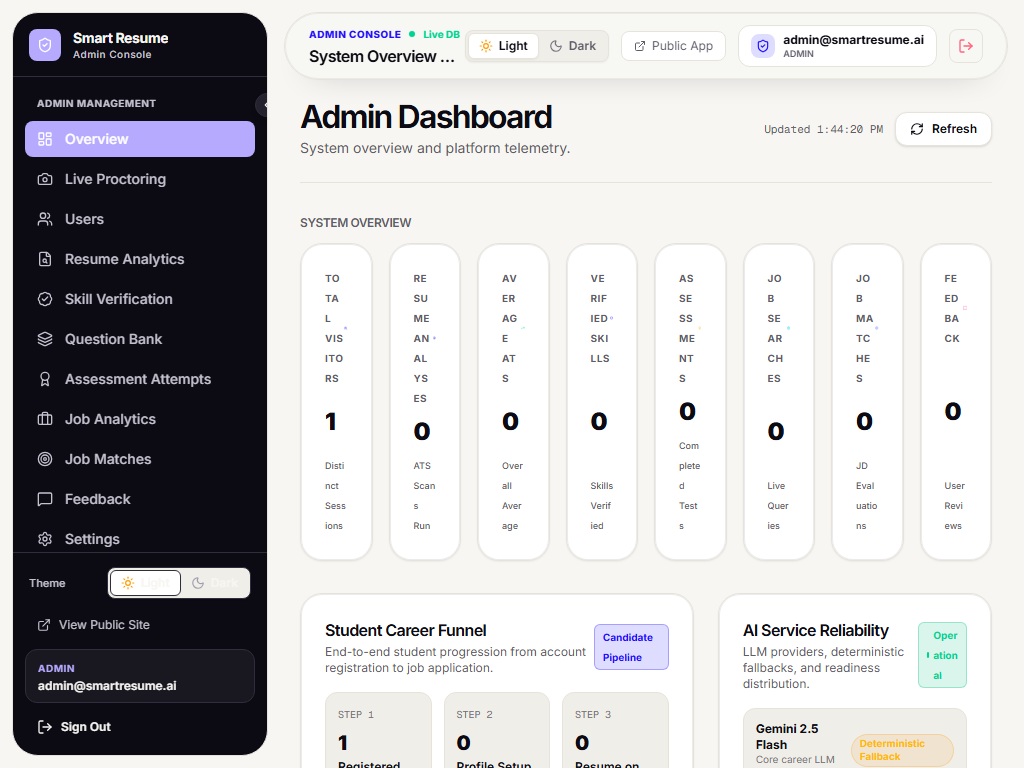 Smart Resume
Admin Console
ADMIN MANAGEMENT
Overview
Live Proctoring
Users
Resume Analytics
Skill Verification
Question Bank
Assessment Attempts
Job Analytics
Job Matches
Feedback
Settings
Theme
Light
Dark
View Public Site
ADMIN
admin@smartresume.ai
Sign Out
ADMIN CONSOLE
Live DB
System Overview ...
Light
Dark
Public App
admin@smartresume.ai
ADMIN
Admin Dashboard
System overview and platform telemetry.
Updated 1:44:20 PM
Refresh
SYSTEM OVERVIEW
TO
TA
L
VIS
ITO
RS
1
Disti
nct
Sess
ions
RE
SU
ME
AN
AL
YS
ES
0
ATS
Scan
s
Run
AV
ER
AG
E
AT
S
0
Over
all
Aver
age
VE
RIF
IED
SKI
LLS
0
Skills
Verif
ied
AS
SE
SS
ME
NT
S
0
Com
plete
d
Test
s
JO
B
SE
AR
CH
ES
0
Live
Quer
ies
JO
B
MA
TC
HE
S
0
JD
Eval
uatio
ns
FE
ED
BA
CK
0
User
Revi
ews
Student Career Funnel
End-to-end student progression from account
registration to job application.
Candidate
Pipeline
STEP 1
1
Registered
STEP 2
0
Profile Setup
STEP 3
0
Resume on
AI Service Reliability
LLM providers, deterministic
fallbacks, and readiness
distribution.
Oper
ation
al
Gemini 2.5
Flash
Core career LLM
Deterministic
Fallback